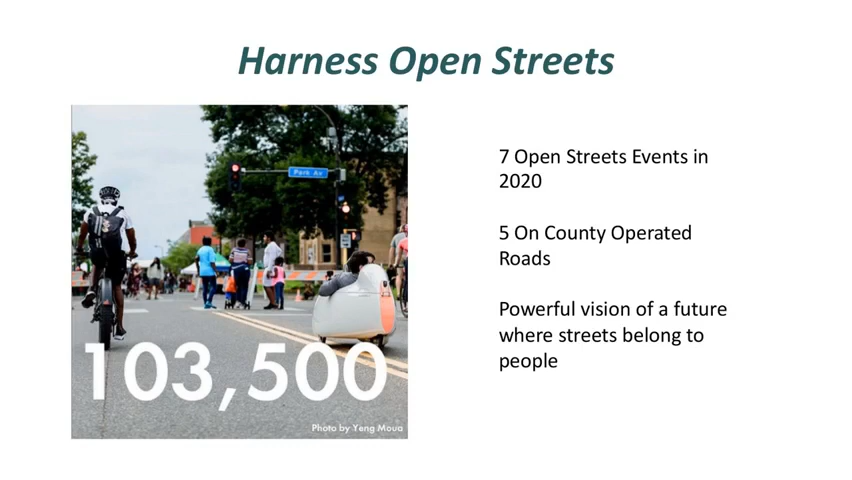 Harness Open Streets
Park Av
103,500
Photo by Yeng Moua
7 Open Streets Events in
2020
5 On County Operated
Roads
Powerful vision of a future
where streets belong to
people